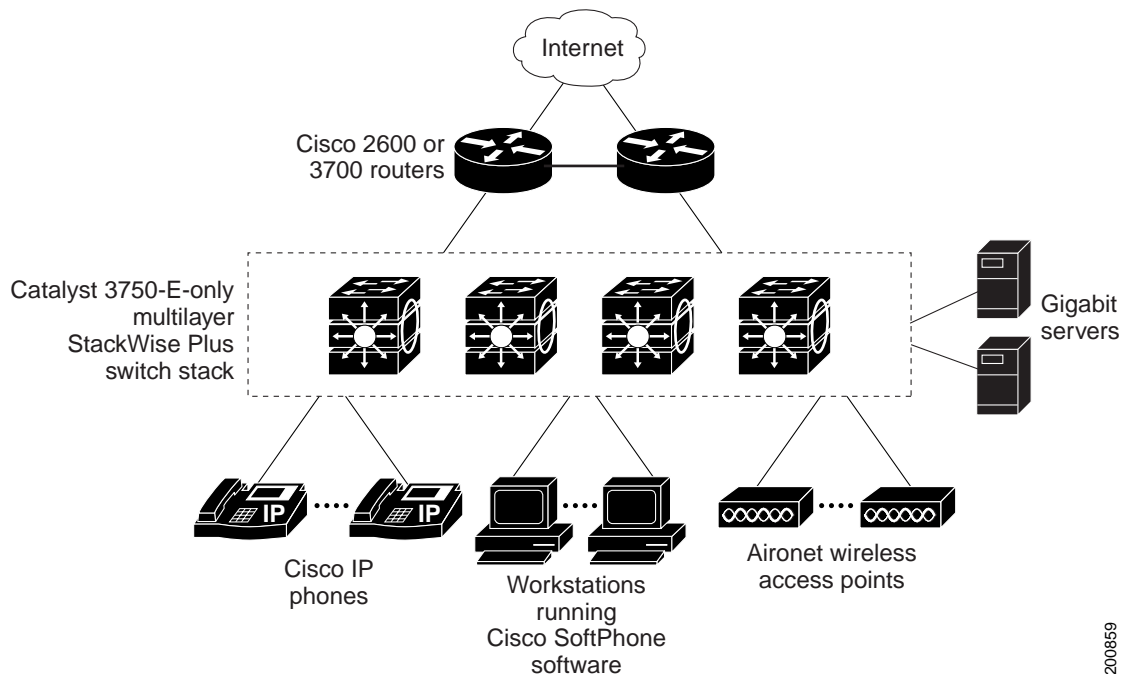 Internet
Cisco 2600 or
3700 routers
Catalyst 3750-E-only
multilayer
StackWise Plus
switch stack
Gigabit
servers
IP
IP
Cisco IP
phones
Workstations
running
Cisco SoftPhone
software
Aironet wireless
access points
200859